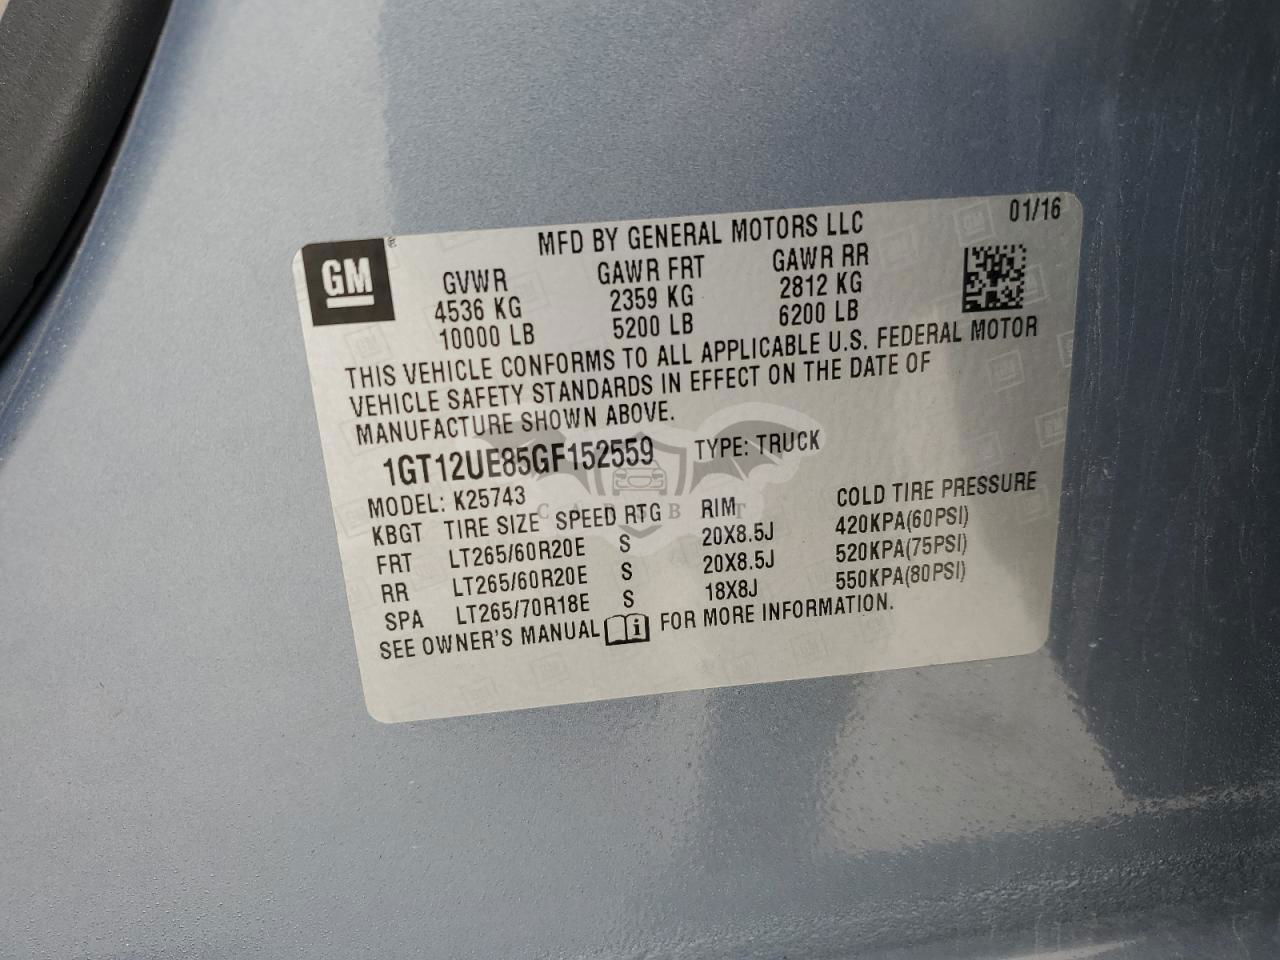 MFD BY GENERAL MOTORS LLC 01/16
GM ®
GVWR GAWR FRT GAWR RR
4536 KG 2359 KG 2812 KG
10000 LB 5200 LB 6200 LB
THIS VEHICLE CONFORMS TO ALL APPLICABLE U.S. FEDERAL MOTOR
VEHICLE SAFETY STANDARDS IN EFFECT ON THE DATE OF
MANUFACTURE SHOWN ABOVE.
1GT12UE85GF152559 TYPE: TRUCK
MODEL: K25743
KBGT TIRE SIZE SPEED RTG RIM COLD TIRE PRESSURE
FRT LT265/60R20E S 20X8.5J 420KPA(60PSI)
RR LT265/60R20E S 20X8.5J 520KPA(75PSI)
SPA LT265/70R18E S 18X8J 550KPA(80PSI)
SEE OWNER'S MANUAL i FOR MORE INFORMATION.